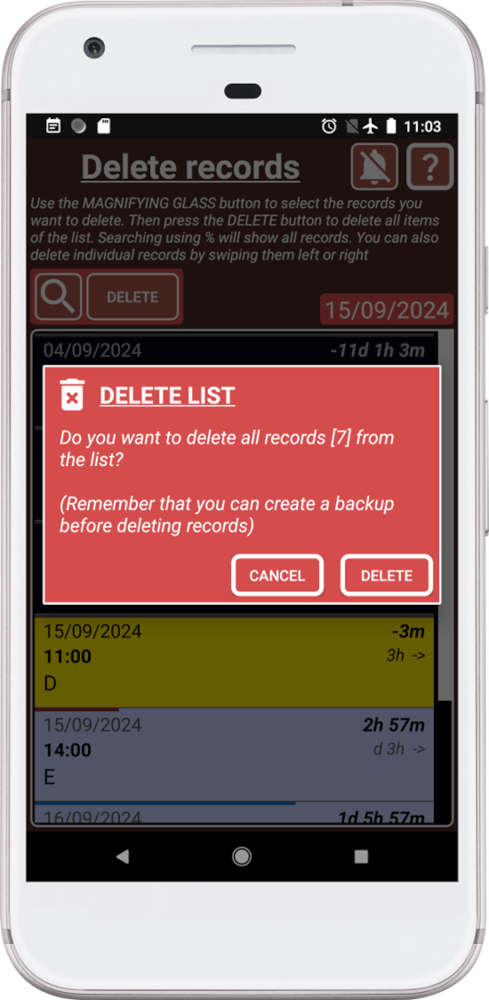 11:03
Delete records
?
Use the MAGNIFYING GLASS button to select the records you
want to delete. Then press the DELETE button to delete all items
of the list. Searching using % will show all records. You can also
delete individual records by swiping them left or right
DELETE
15/09/2024
04/09/2024 -11d 1h 3m
DELETE LIST
Do you want to delete all records [7] from
the list?
(Remember that you can create a backup
before deleting records)
CANCEL DELETE
15/09/2024 -3m
11:00 3h ->
D
15/09/2024 2h 57m
14:00 d 3h ->
E
16/09/2024 1d 5h 57m